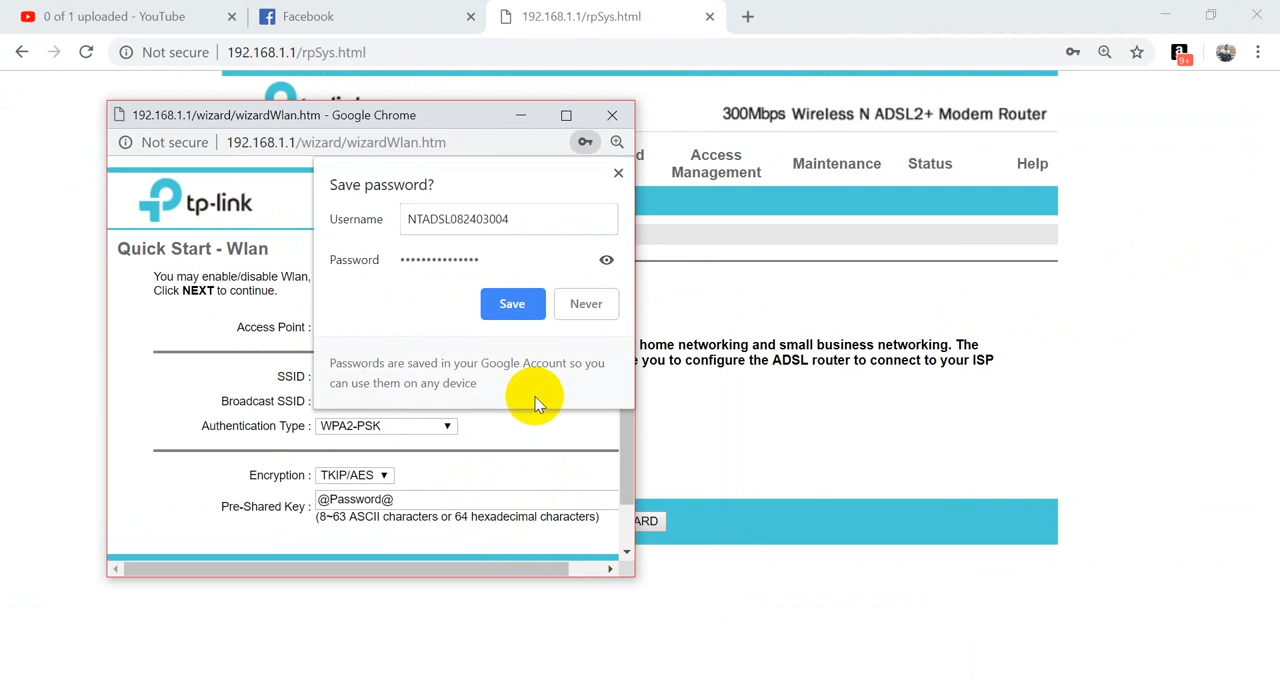 0 of 1 uploaded - YouTube
Facebook
192.168.1.1/rpSys.html
Not secure
192.168.1.1/rpSys.html
9+
300Mbps Wireless N ADSL2+ Modem Router
Access Management
Maintenance
Status
Help
192.168.1.1/wizard/wizardWlan.htm - Google Chrome
Not secure
192.168.1.1/wizard/wizardWlan.htm
tp-link
Quick Start - Wlan
You may enable/disable Wlan,
Click NEXT to continue.
Access Point :
SSID :
Broadcast SSID :
Authentication Type :
WPA2-PSK
Encryption :
TKIP/AES
Pre-Shared Key :
@Password@
(8~63 ASCII characters or 64 hexadecimal characters)
Save password?
Username
NTADSL082403004
Password
•••••••••••••••
Save
Never
Passwords are saved in your Google Account so you
can use them on any device
home networking and small business networking. The
you to configure the ADSL router to connect to your ISP
ARD